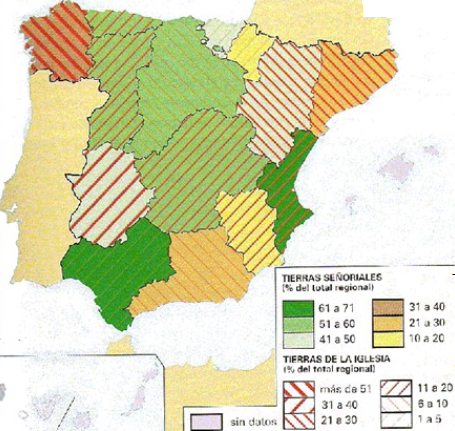 TIERRAS SEÑORIALES
(% del total regional)
61 a 71
51 a 60
41 a 50
31 a 40
21 a 30
10 a 20
TIERRAS DE LA IGLESIA
(% del total regional)
más de 51
31 a 40
21 a 30
11 a 20
6 a 10
1 a 5
sin datos